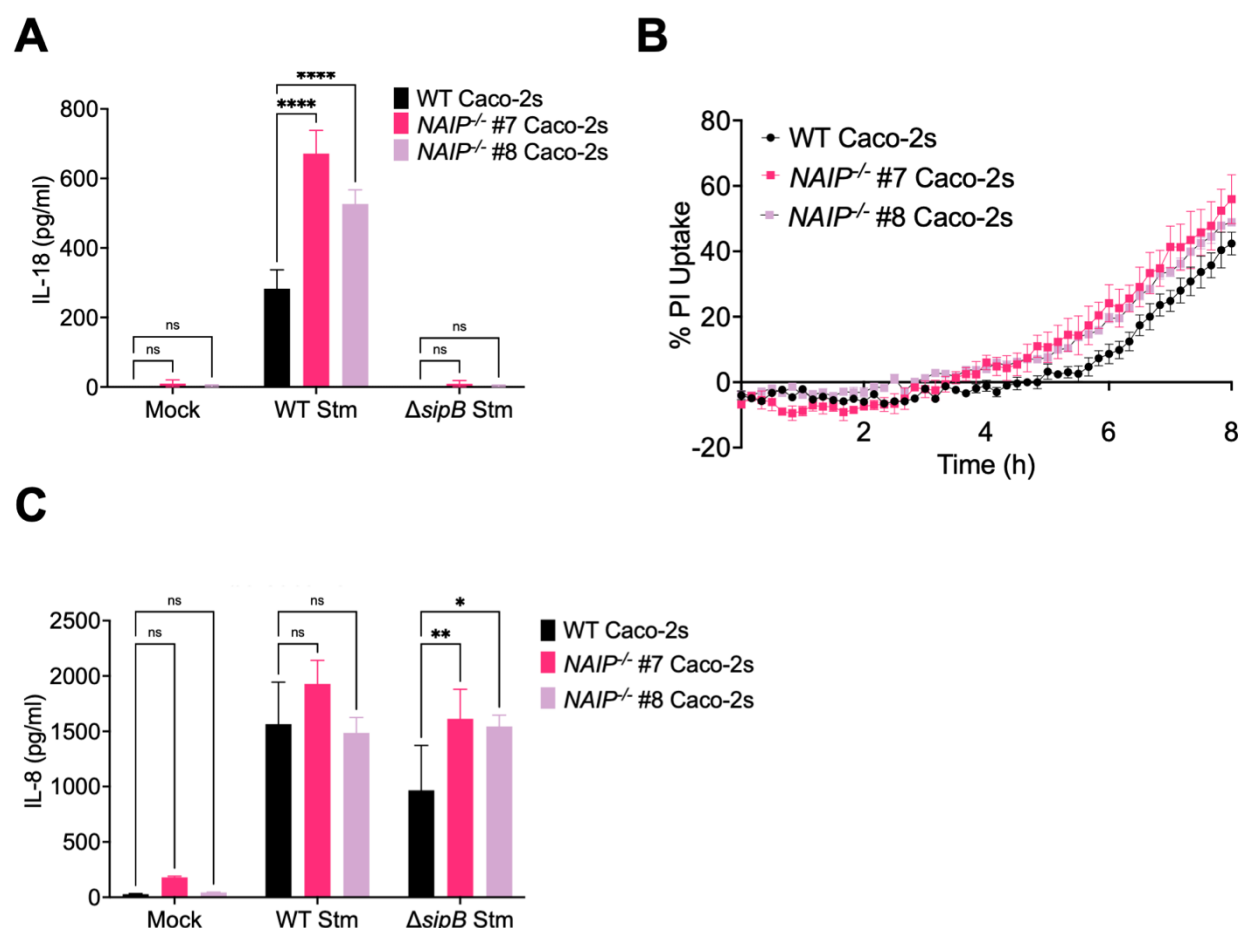 A
****
****
WT Caco-2s
NAIP-/- #7 Caco-2s
NAIP-/- #8 Caco-2s
800
600
400
200
0
IL-18 (pg/ml)
ns
ns
ns
ns
Mock
WT Stm
ΔsipB Stm
B
WT Caco-2s
NAIP-/- #7 Caco-2s
NAIP-/- #8 Caco-2s
80
60
40
20
0
-20
% PI Uptake
2
4
6
8
Time (h)
C
ns
ns
ns
ns
*
**
WT Caco-2s
NAIP-/- #7 Caco-2s
NAIP-/- #8 Caco-2s
2500
2000
1500
1000
500
0
IL-8 (pg/ml)
Mock
WT Stm
ΔsipB Stm